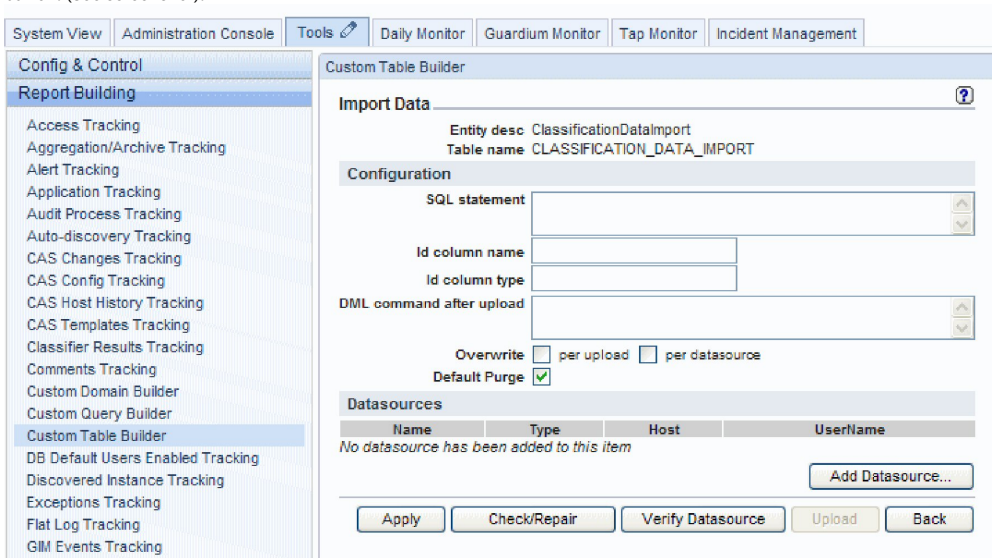 System View Administration Console Tools Daily Monitor Guardium Monitor Tap Monitor Incident Management
Config & Control
Report Building
Access Tracking
Aggregation/Archive Tracking
Alert Tracking
Application Tracking
Audit Process Tracking
Auto-discovery Tracking
CAS Changes Tracking
CAS Config Tracking
CAS Host History Tracking
CAS Templates Tracking
Classifier Results Tracking
Comments Tracking
Custom Domain Builder
Custom Query Builder
Custom Table Builder
DB Default Users Enabled Tracking
Discovered Instance Tracking
Exceptions Tracking
Flat Log Tracking
GIM Events Tracking
Custom Table Builder
Import Data
?
Entity desc ClassificationDataImport
Table name CLASSIFICATION_DATA_IMPORT
Configuration
SQL statement
Id column name
Id column type
DML command after upload
Overwrite per upload per datasource
Default Purge
Datasources
Name Type Host UserName
No datasource has been added to this item
Add Datasource...
Apply Check/Repair Verify Datasource Upload Back